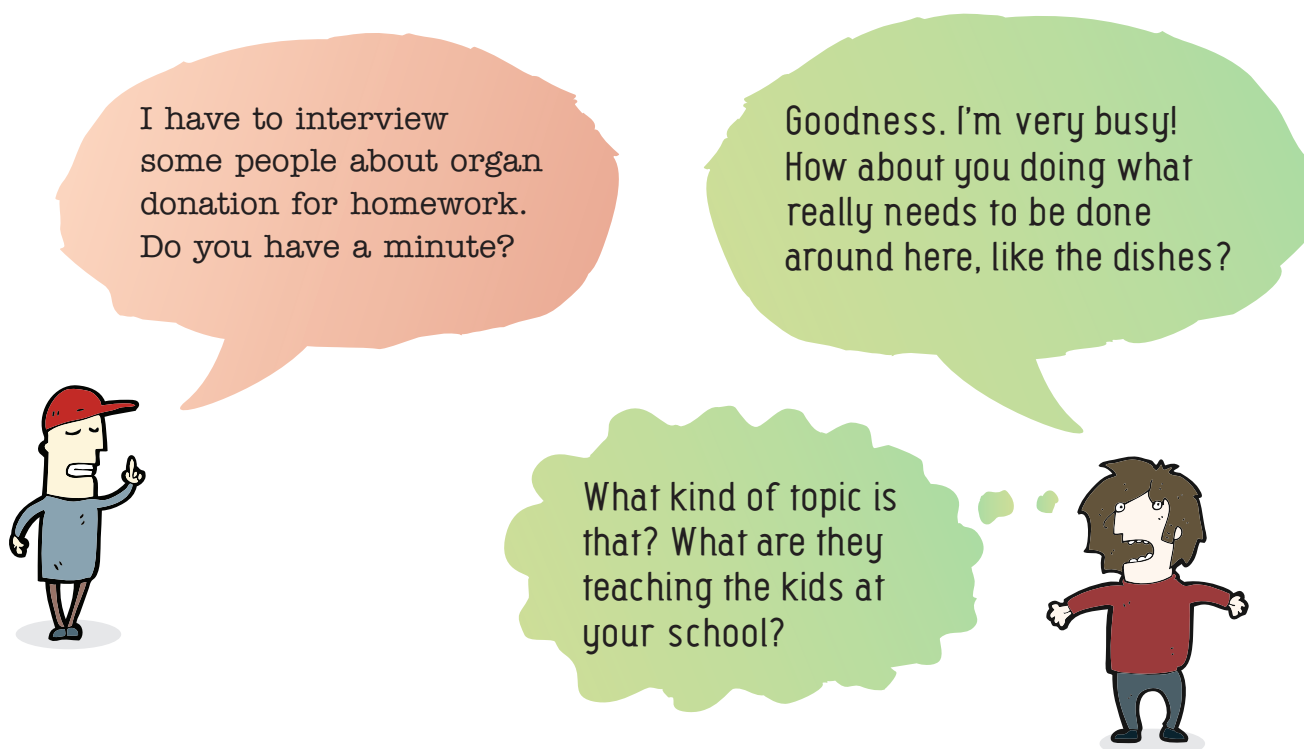 I have to interview
some people about organ
donation for homework.
Do you have a minute?
Goodness. I'm very busy!
How about you doing what
really needs to be done
around here, like the dishes?
What kind of topic is
that? What are they
teaching the kids at
your school?